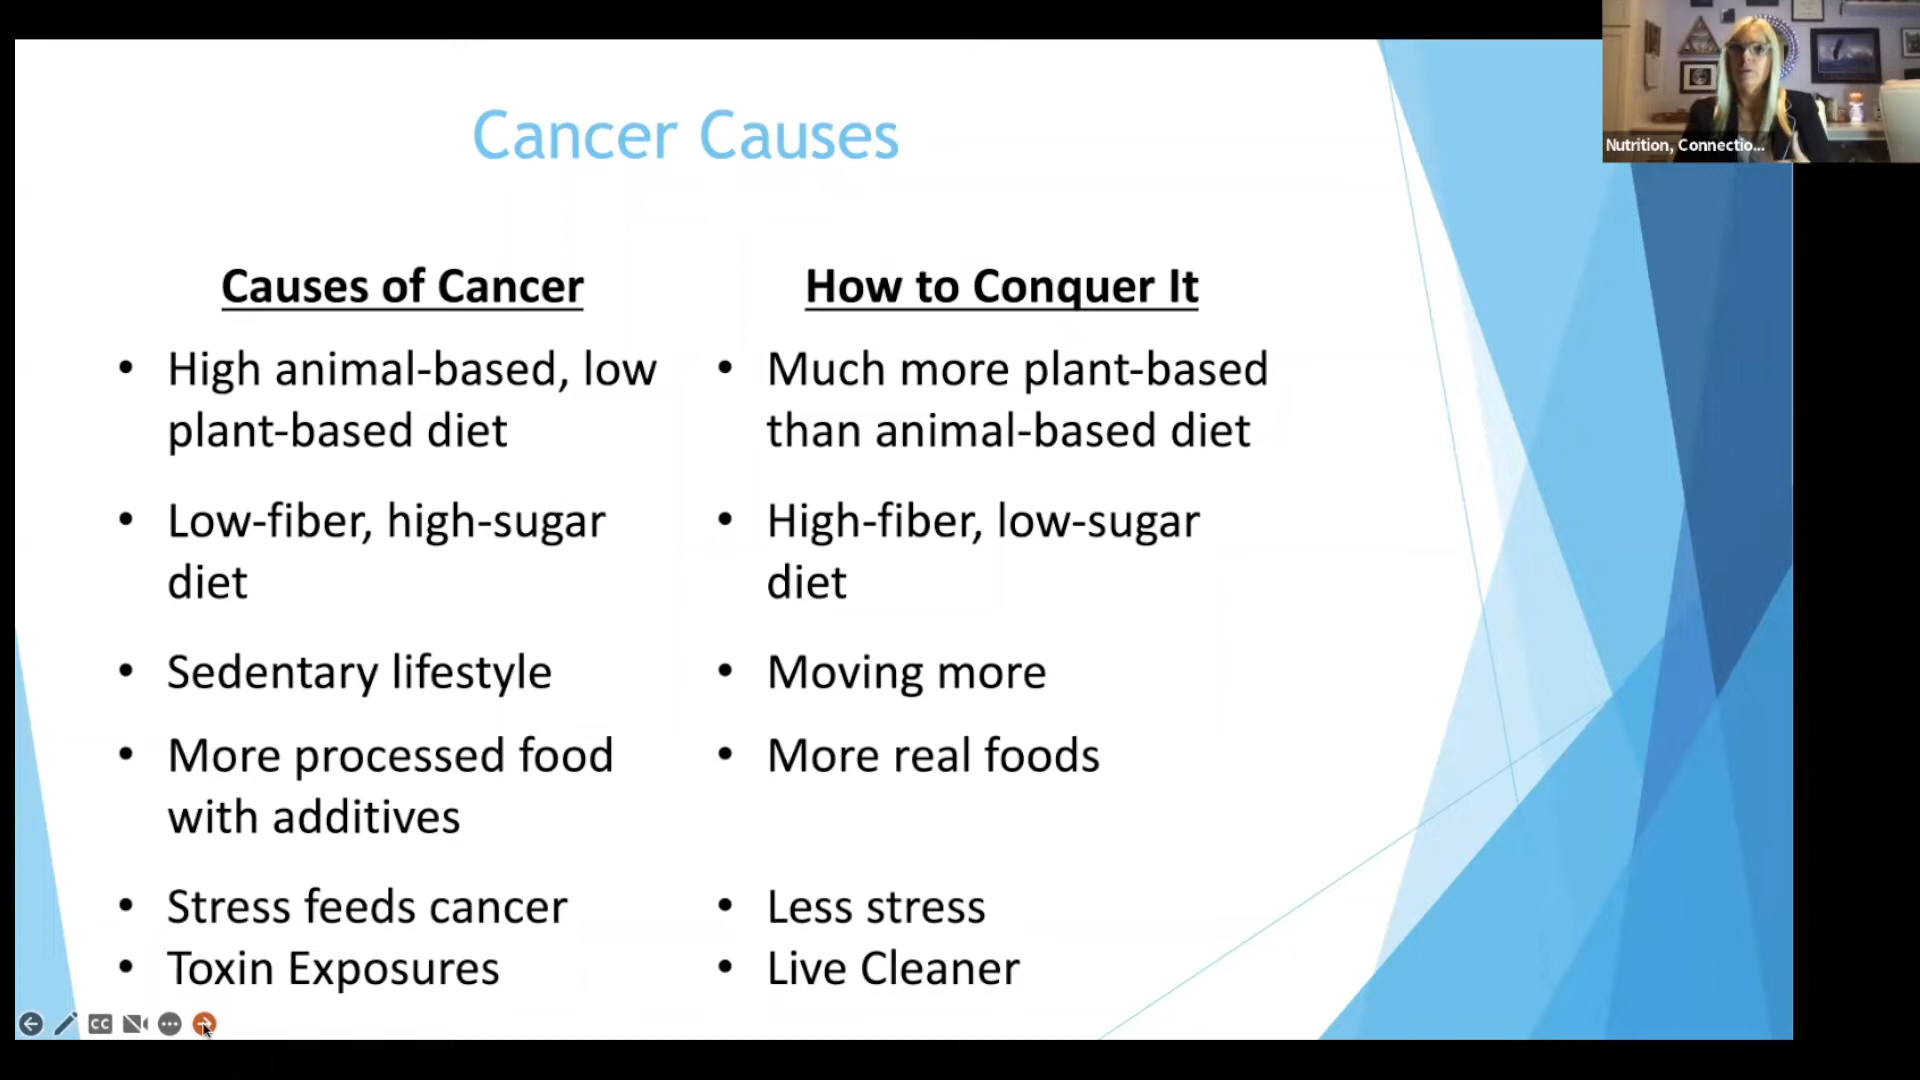 Cancer Causes
Nutrition, Connectio...
Causes of Cancer
• High animal-based, low
plant-based diet
• Low-fiber, high-sugar
diet
• Sedentary lifestyle
• More processed food
with additives
• Stress feeds cancer
• Toxin Exposures
How to Conquer It
• Much more plant-based
than animal-based diet
• High-fiber, low-sugar
diet
• Moving more
• More real foods
• Less stress
• Live Cleaner
CC